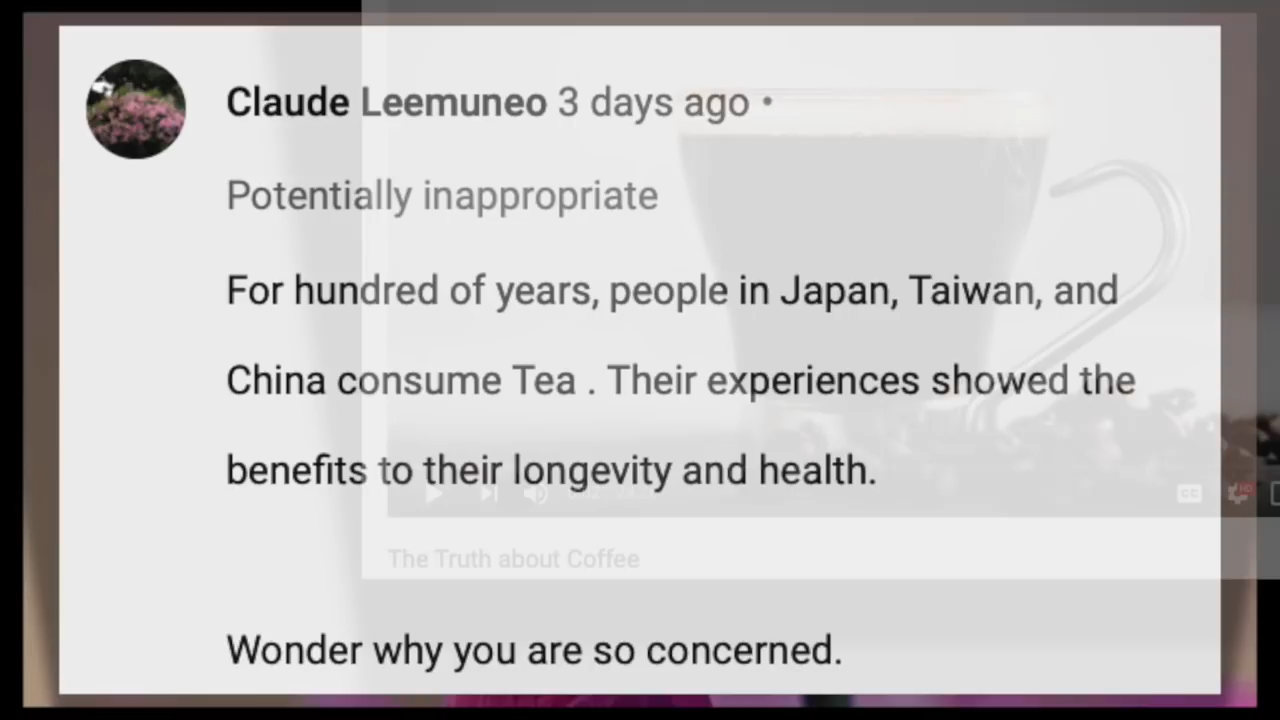 Claude Leemuneo 3 days ago •
Potentially inappropriate
For hundred of years, people in Japan, Taiwan, and
China consume Tea . Their experiences showed the
benefits to their longevity and health.
CC
HD
The Truth about Coffee
Wonder why you are so concerned.